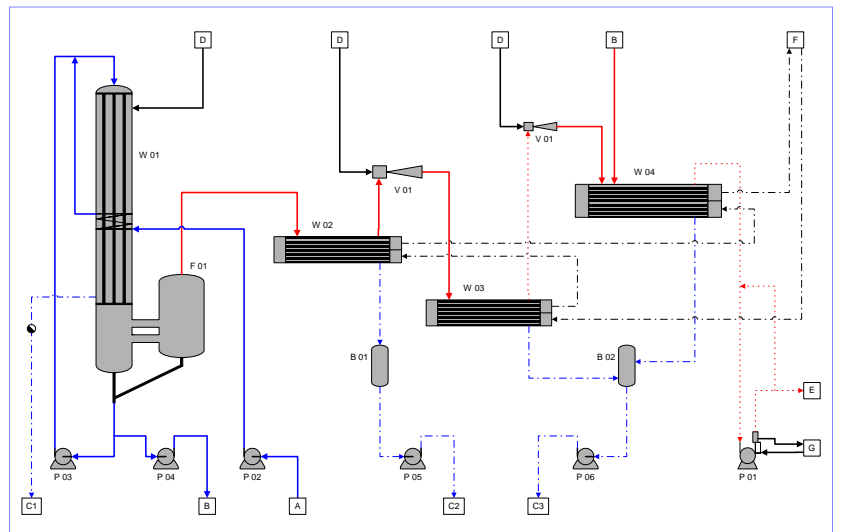 D
D
D
B
F
V 01
W 01
V 01
W 04
W 02
F 01
W 03
B 01
B 02
E
G
P 03
P 04
P 02
P 05
P 06
P 01
C1
B
A
C2
C3